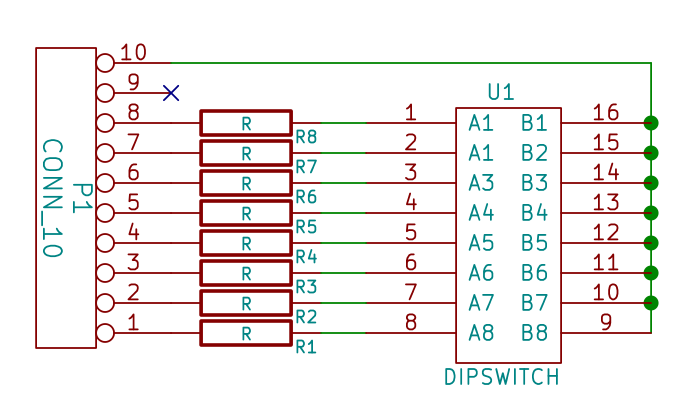 10
9
8
7
6
5
4
3
2
1
CONN_10
P1
R R8
R R7
R R6
R R5
R R4
R R3
R R2
R R1
U1
1 A1 B1 16
2 A1 B2 15
3 A3 B3 14
4 A4 B4 13
5 A5 B5 12
6 A6 B6 11
7 A7 B7 10
8 A8 B8 9
DIPSWITCH